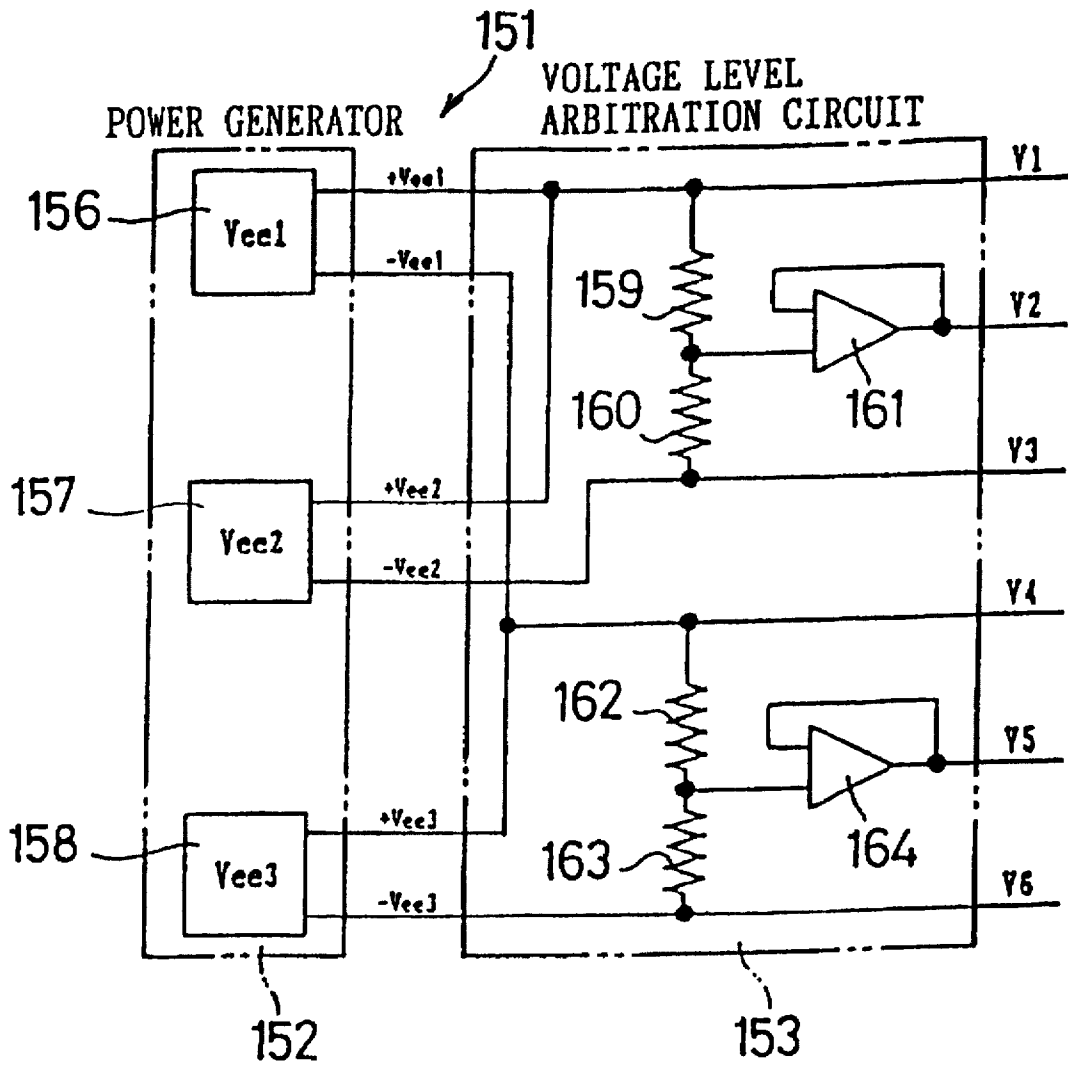 151
VOLTAGE LEVEL
ARBITRATION CIRCUIT
POWER GENERATOR
156
Vee1
+Vee1
-Vee1
V1
159
161
V2
160
157
Vee2
+Vee2
-Vee2
V3
V4
162
164
V5
158
Vee3
+Vee3
-Vee3
163
V6
152
153